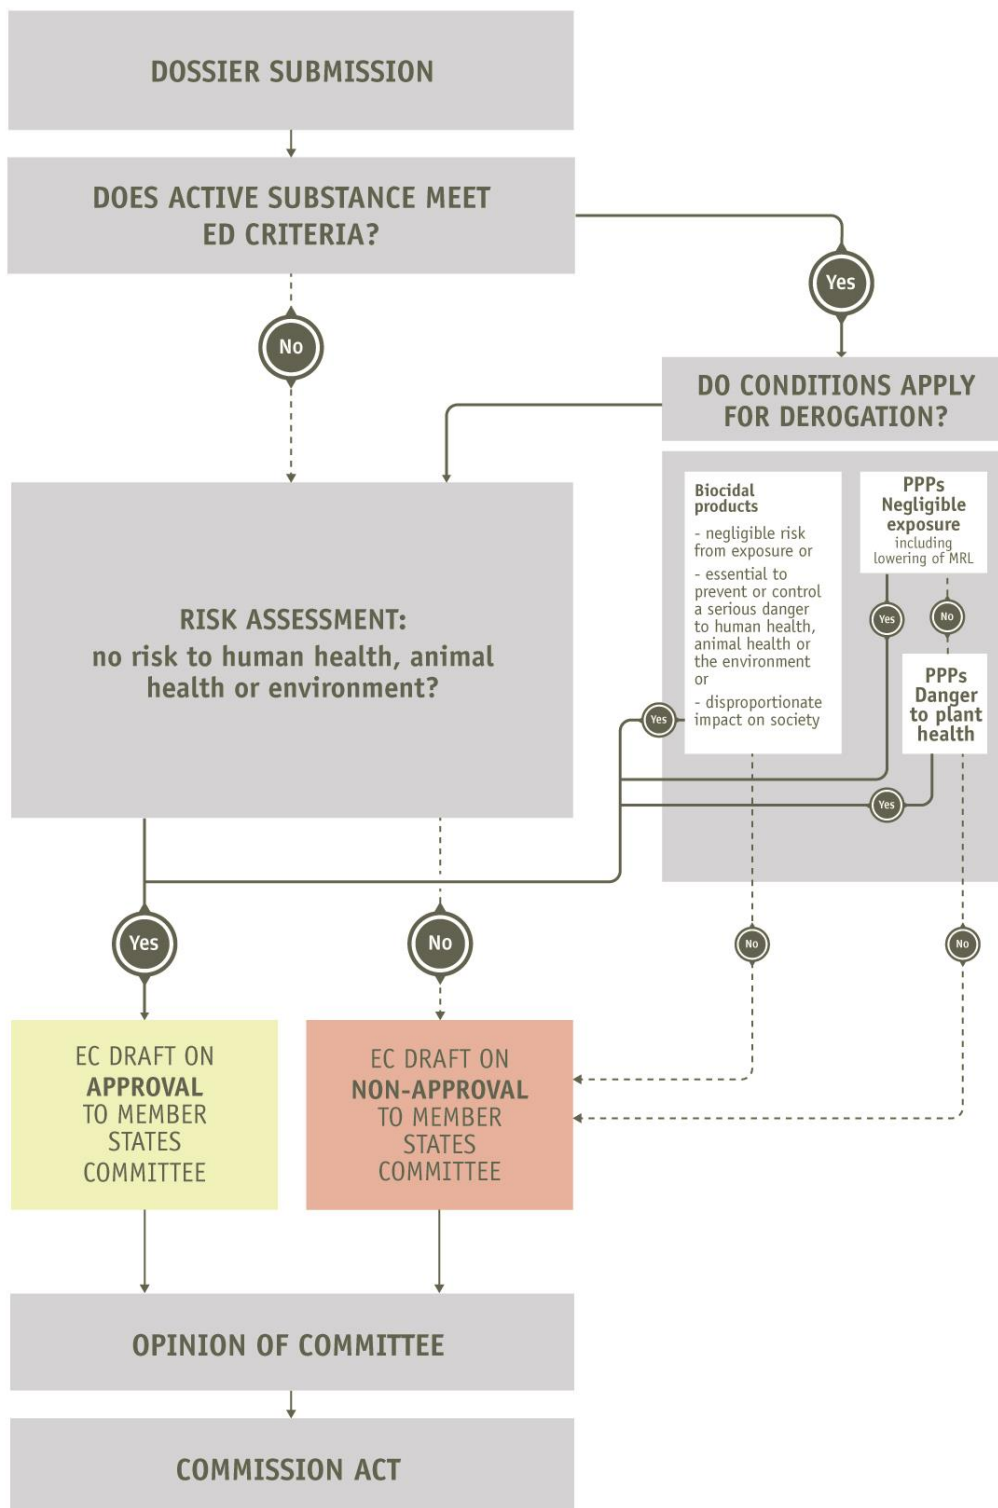 DOSSIER SUBMISSION
DOES ACTIVE SUBSTANCE MEET
ED CRITERIA?
Yes
No
DO CONDITIONS APPLY
FOR DEROGATION?
Biocidal
products
- negligible risk
from exposure or
- essential to
prevent or control
a serious danger
to human health,
animal health or
the environment
or
- disproportionate
impact on society
PPPs
Negligible
exposure
including
lowering of MRL
Yes
No
PPPs
Danger
to plant
health
Yes
Yes
RISK ASSESSMENT:
no risk to human health, animal
health or environment?
Yes
No
No
No
EC DRAFT ON
APPROVAL
TO MEMBER
STATES
COMMITTEE
EC DRAFT ON
NON-APPROVAL
TO MEMBER
STATES
COMMITTEE
OPINION OF COMMITTEE
COMMISSION ACT